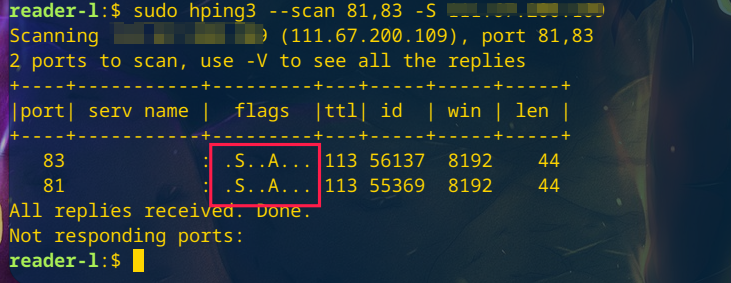 reader-l:$ sudo hping3 --scan 81,83 -S
Scanning (111.67.200.109), port 81,83
2 ports to scan, use -V to see all the replies
+----+-----------+---------+---+-----+-----+-----+
|port| serv name |  flags  |ttl| id  | win | len |
+----+-----------+---------+---+-----+-----+-----+
   83            : .S..A... 113 56137  8192    44
   81            : .S..A... 113 55369  8192    44
All replies received. Done.
Not responding ports:
reader-l:$